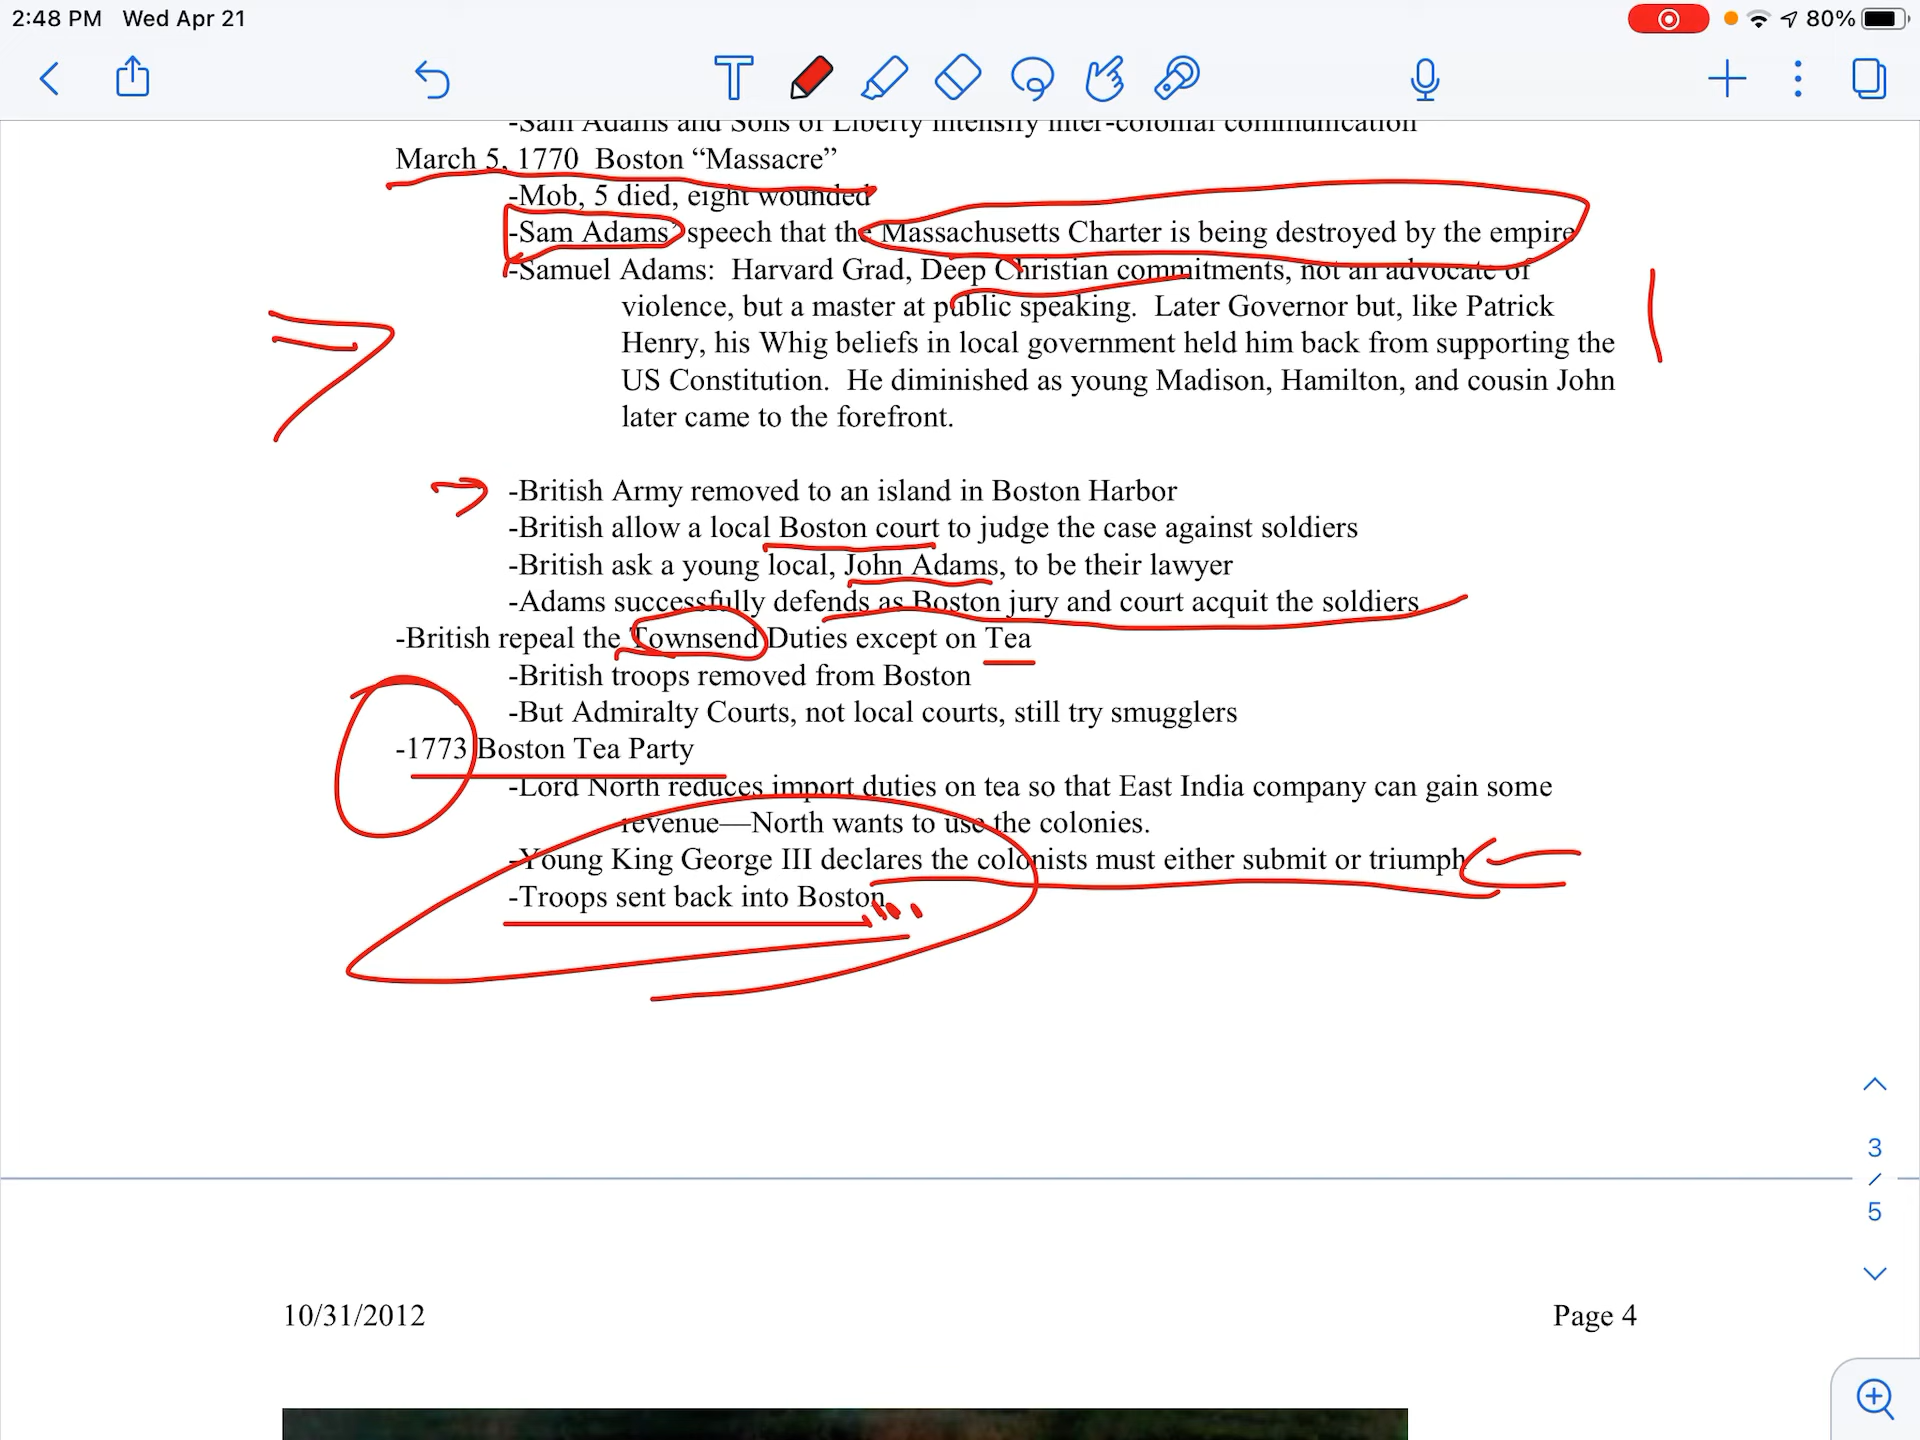 2:48 PM Wed Apr 21
80%
-Sam Adams and Sons of Liberty intensify inter-colonial communication
March 5, 1770 Boston “Massacre”
-Mob, 5 died, eight wounded
-Sam Adams’ speech that the Massachusetts Charter is being destroyed by the empire
-Samuel Adams: Harvard Grad, Deep Christian commitments, not an advocate of
violence, but a master at public speaking. Later Governor but, like Patrick
Henry, his Whig beliefs in local government held him back from supporting the
US Constitution. He diminished as young Madison, Hamilton, and cousin John
later came to the forefront.
-British Army removed to an island in Boston Harbor
-British allow a local Boston court to judge the case against soldiers
-British ask a young local, John Adams, to be their lawyer
-Adams successfully defends as Boston jury and court acquit the soldiers
-British repeal the Townsend Duties except on Tea
-British troops removed from Boston
-But Admiralty Courts, not local courts, still try smugglers
-1773 Boston Tea Party
-Lord North reduces import duties on tea so that East India company can gain some
revenue—North wants to use the colonies.
-Young King George III declares the colonists must either submit or triumph
-Troops sent back into Boston
3
/
5
10/31/2012 Page 4